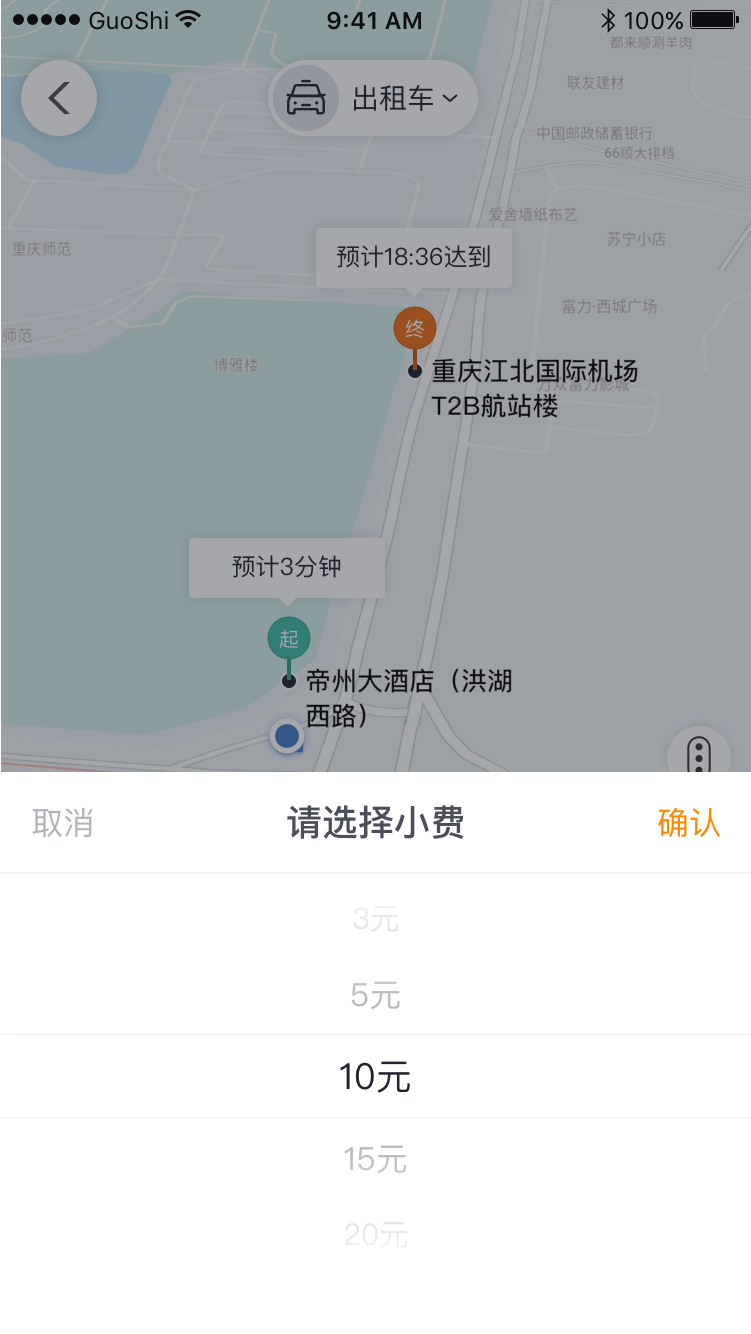 GuoShi 9:41 AM 100%
都来顺涮羊肉
出租车
联友建材
中国邮政储蓄银行
66顺大排档
爱舍墙纸布艺
苏宁小店
重庆师范
预计18:36达到
富力·西城广场
终
师范
博雅楼
重庆江北国际机场
万众富力影城
T2B航站楼
预计3分钟
起
帝州大酒店（洪湖
西路）
取消 请选择小费 确认
3元
5元
10元
15元
20元